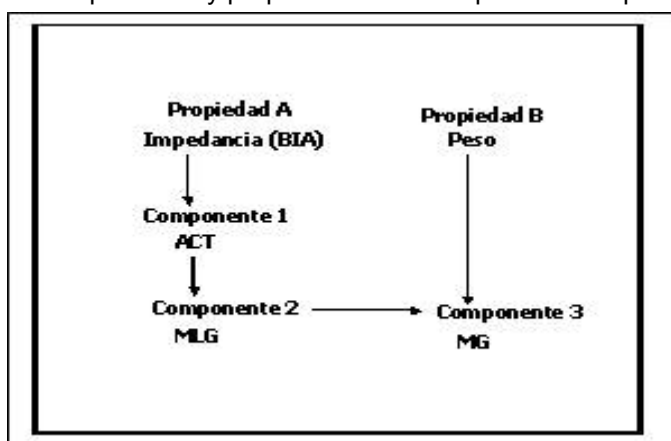 Propiedad A
Impedancia (BIA)
Propiedad B
Peso
Componente 1
ACT
Componente 2
MLG
Componente 3
MG